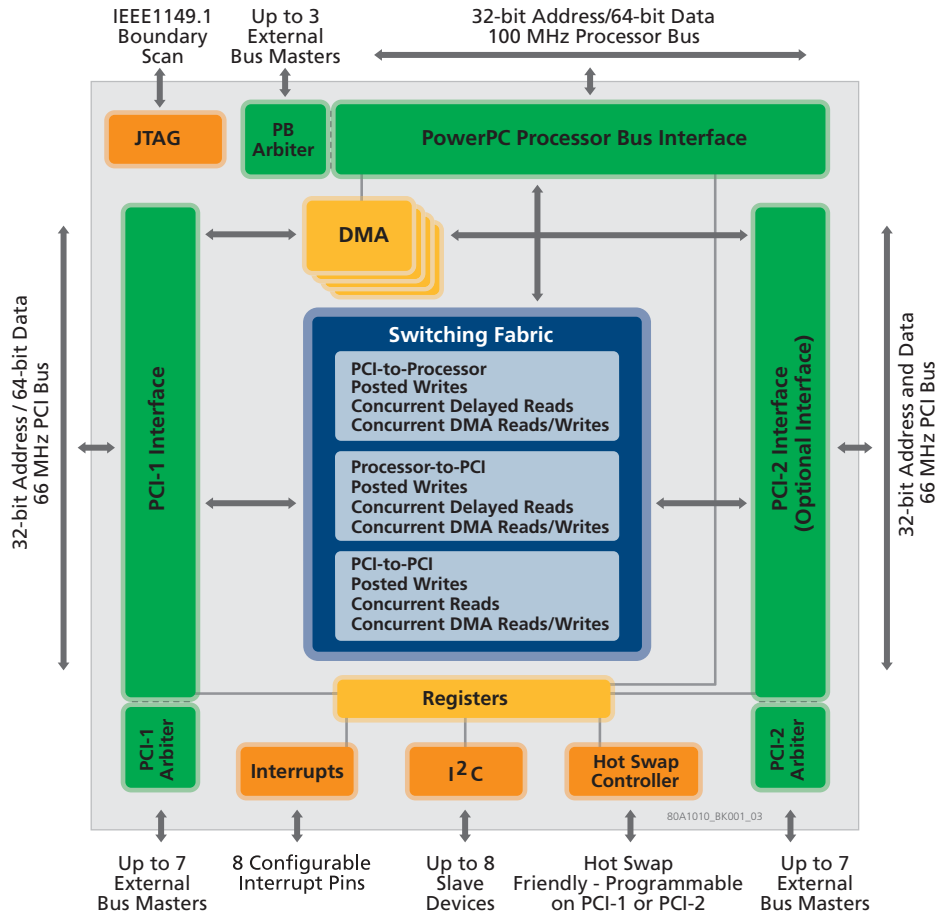 IEEE1149.1
Boundary
Scan
Up to 3
External
Bus Masters
32-bit Address/64-bit Data
100 MHz Processor Bus
JTAG
PB
Arbiter
PowerPC Processor Bus Interface
DMA
32-bit Address / 64-bit Data
66 MHz PCI Bus
PCI-1 Interface
Switching Fabric
PCI-to-Processor
Posted Writes
Concurrent Delayed Reads
Concurrent DMA Reads/Writes
Processor-to-PCI
Posted Writes
Concurrent Delayed Reads
Concurrent DMA Reads/Writes
PCI-to-PCI
Posted Writes
Concurrent Reads
Concurrent DMA Reads/Writes
PCI-2 Interface
(Optional Interface)
32-bit Address and Data
66 MHz PCI Bus
Registers
PCI-1
Arbiter
Interrupts
I²C
Hot Swap
Controller
PCI-2
Arbiter
80A1010_BK001_03
Up to 7
External
Bus Masters
8 Configurable
Interrupt Pins
Up to 8
Slave
Devices
Hot Swap
Friendly - Programmable
on PCI-1 or PCI-2
Up to 7
External
Bus Masters